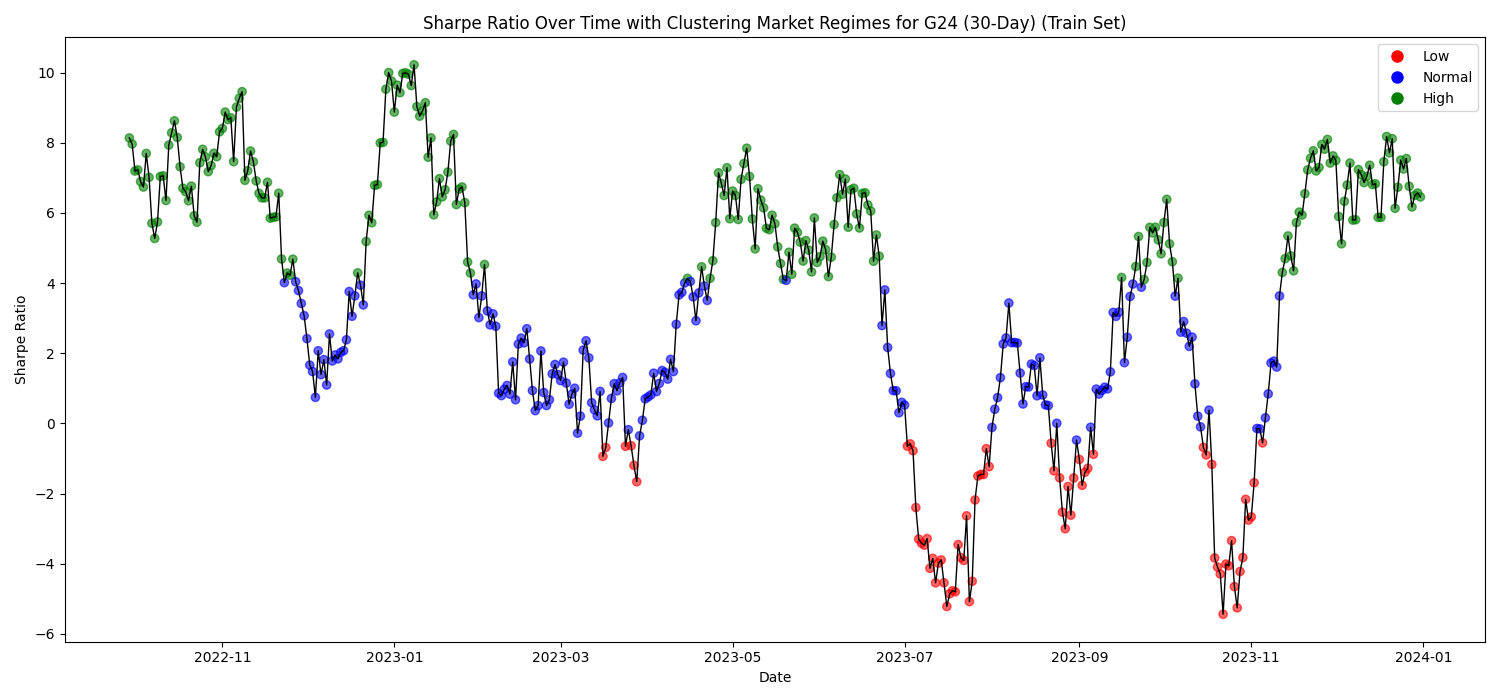 Sharpe Ratio Over Time with Clustering Market Regimes for G24 (30-Day) (Train Set)
Low
Normal
High
Sharpe Ratio
10
8
6
4
2
0
−2
−4
−6
2022-11
2023-01
2023-03
2023-05
2023-07
2023-09
2023-11
2024-01
Date